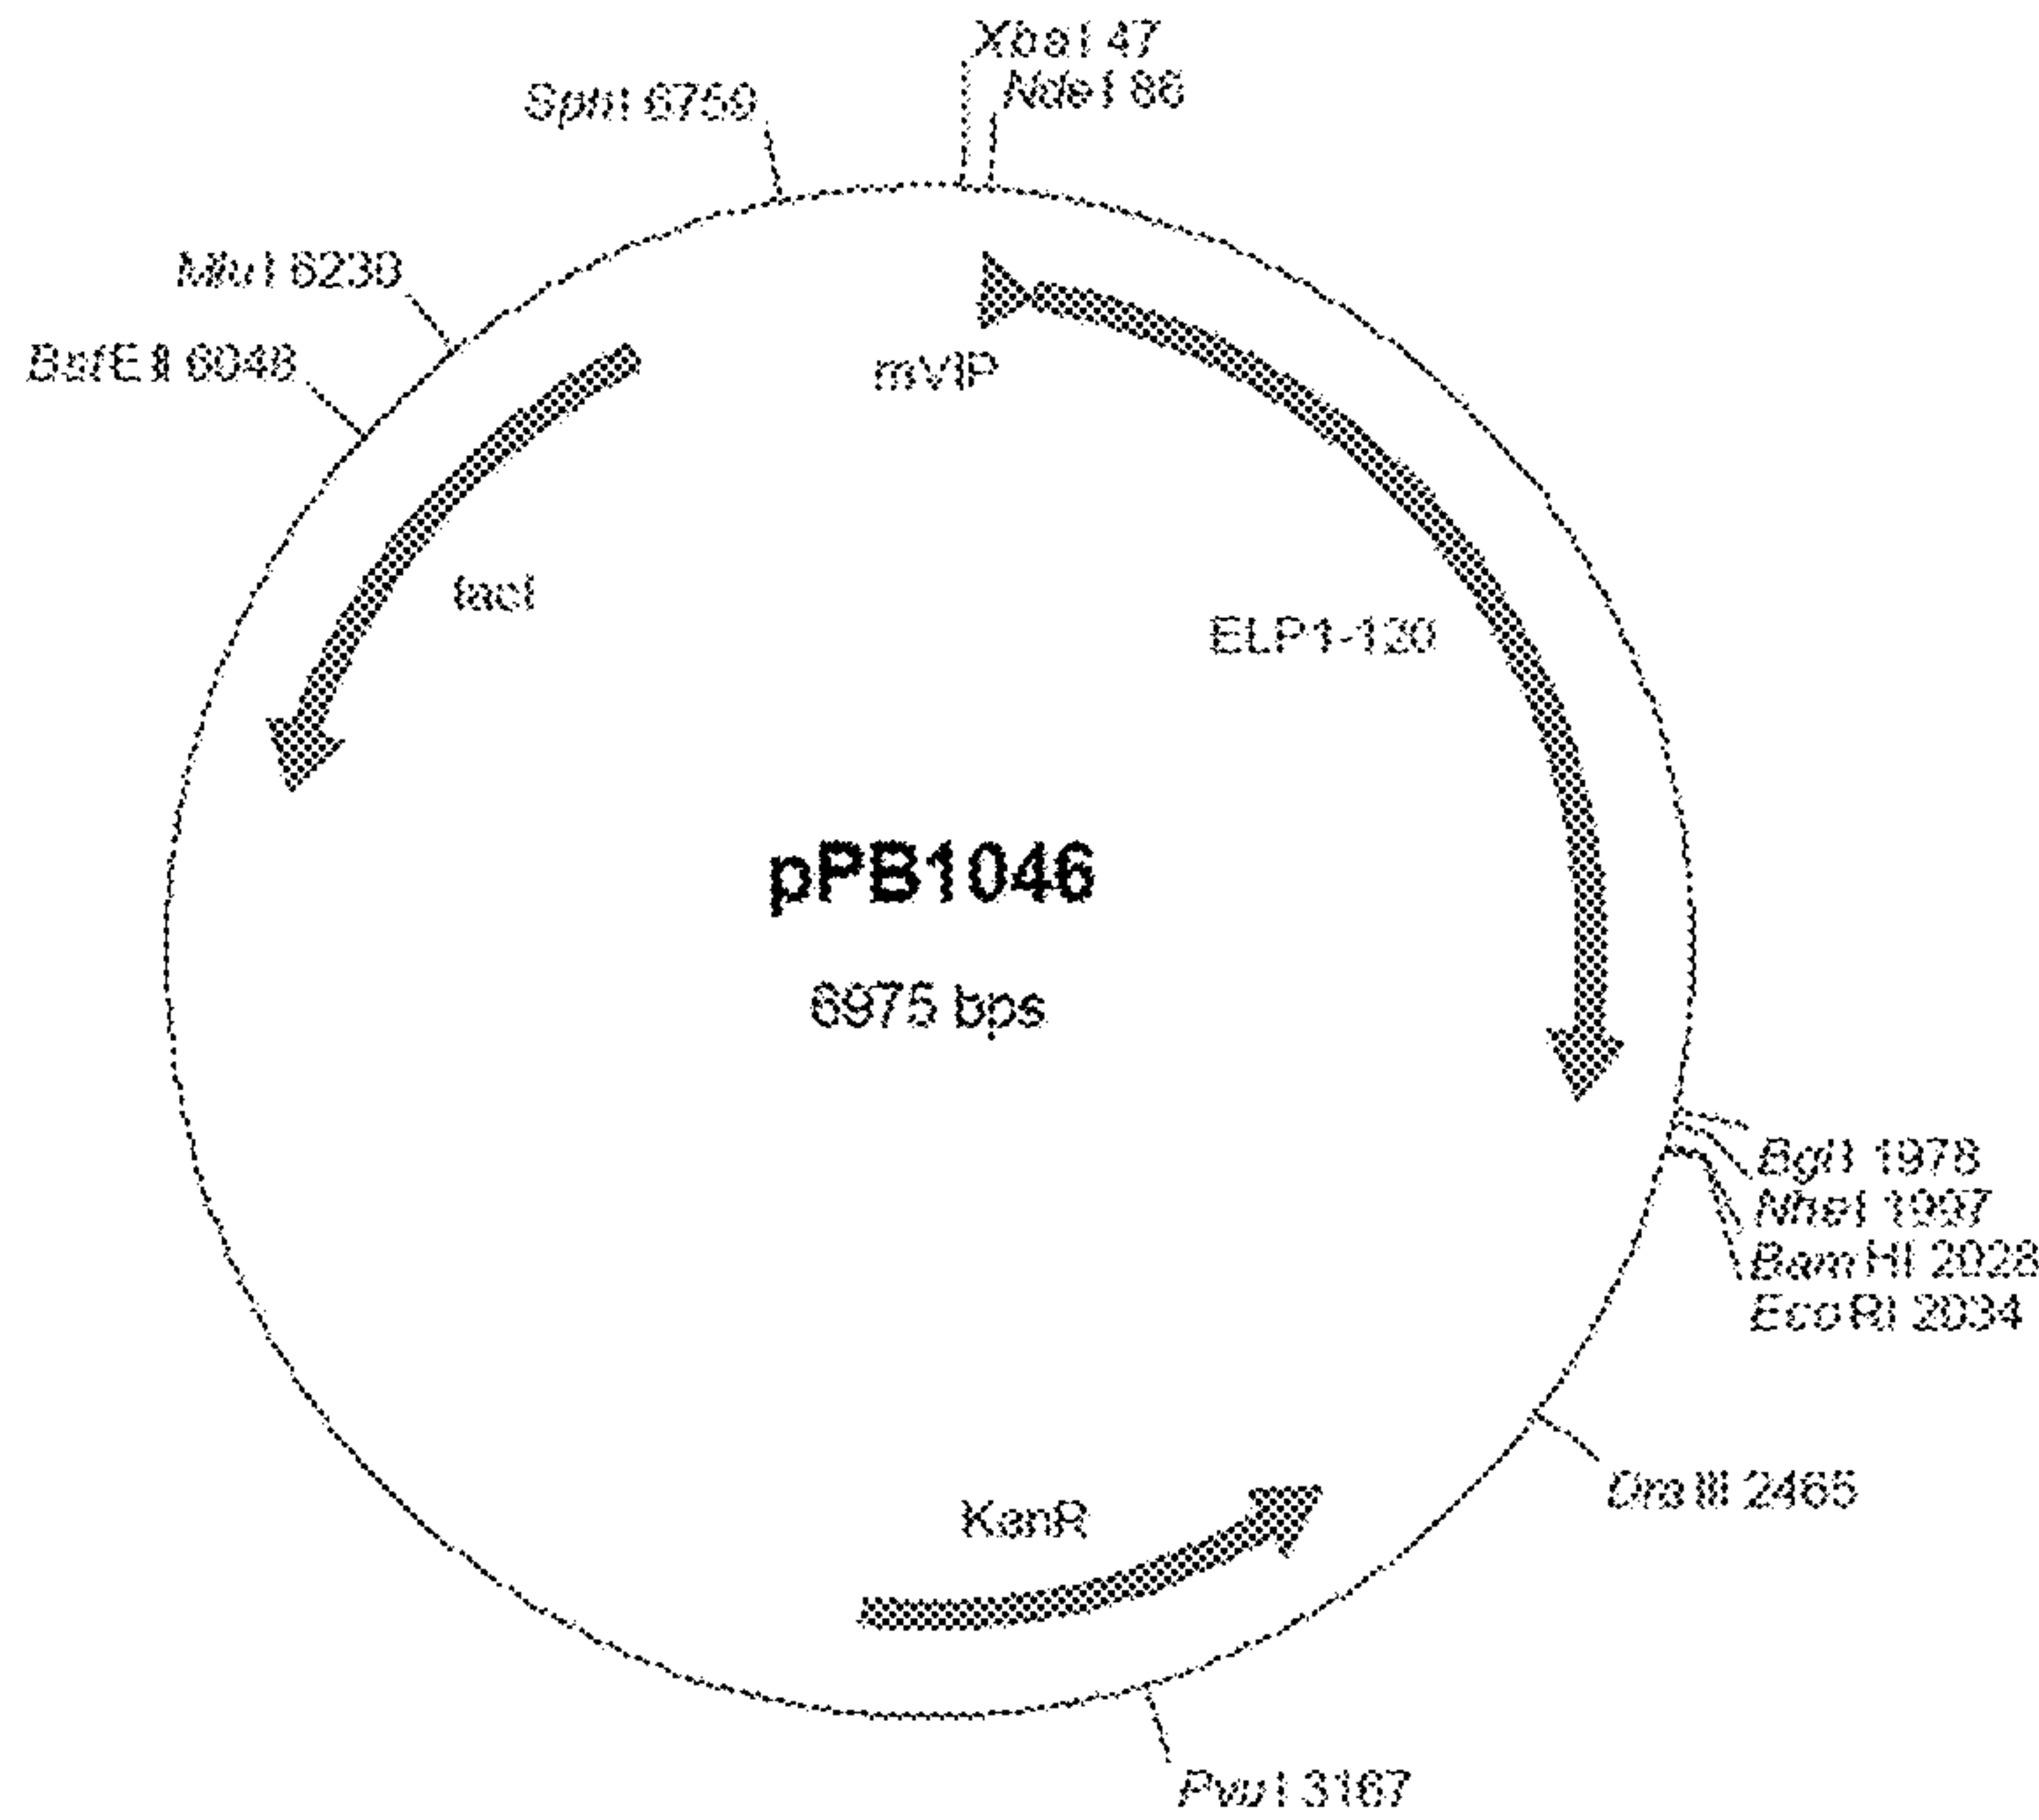 XbaI 47
NdeI 86
SphI 6759
MluI 6230
BstEII 6048
mVIP
lacI
ELP1-120
pPB1046
6975 bps
BglI 1978
NheI 1997
BamHI 2028
EcoRI 2034
DraIII 2465
KanR
PvuI 3167